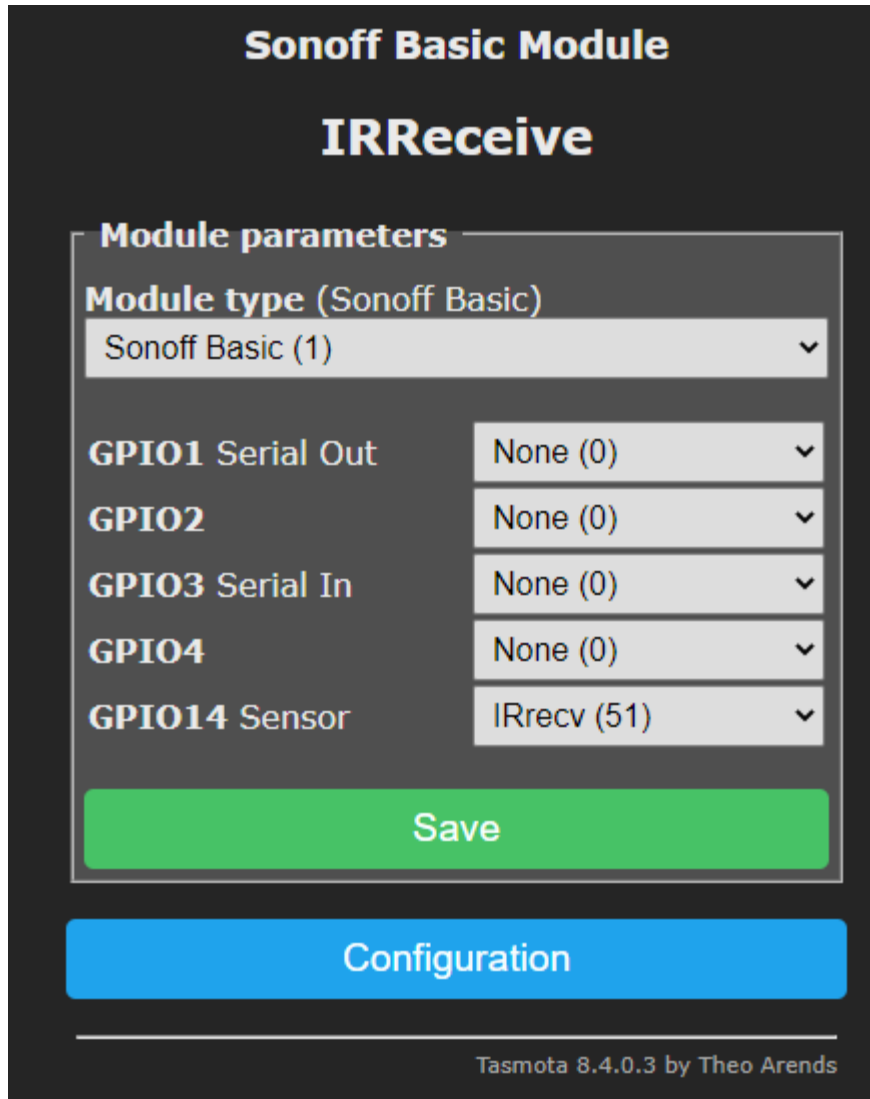 Sonoff Basic Module
IRReceive
Module parameters
Module type (Sonoff Basic)
Sonoff Basic (1)
GPIO1 Serial Out None (0)
GPIO2 None (0)
GPIO3 Serial In None (0)
GPIO4 None (0)
GPIO14 Sensor IRrecv (51)
Save
Configuration
Tasmota 8.4.0.3 by Theo Arends